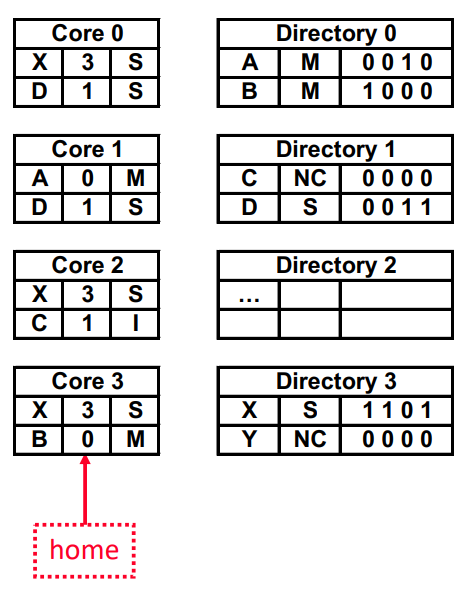 Core 0
X 3 S
D 1 S
Directory 0
A M 0 0 1 0
B M 1 0 0 0
Core 1
A 0 M
D 1 S
Directory 1
C NC 0 0 0 0
D S 0 0 1 1
Core 2
X 3 S
C 1 I
Directory 2
...
Core 3
X 3 S
B 0 M
Directory 3
X S 1 1 0 1
Y NC 0 0 0 0
home